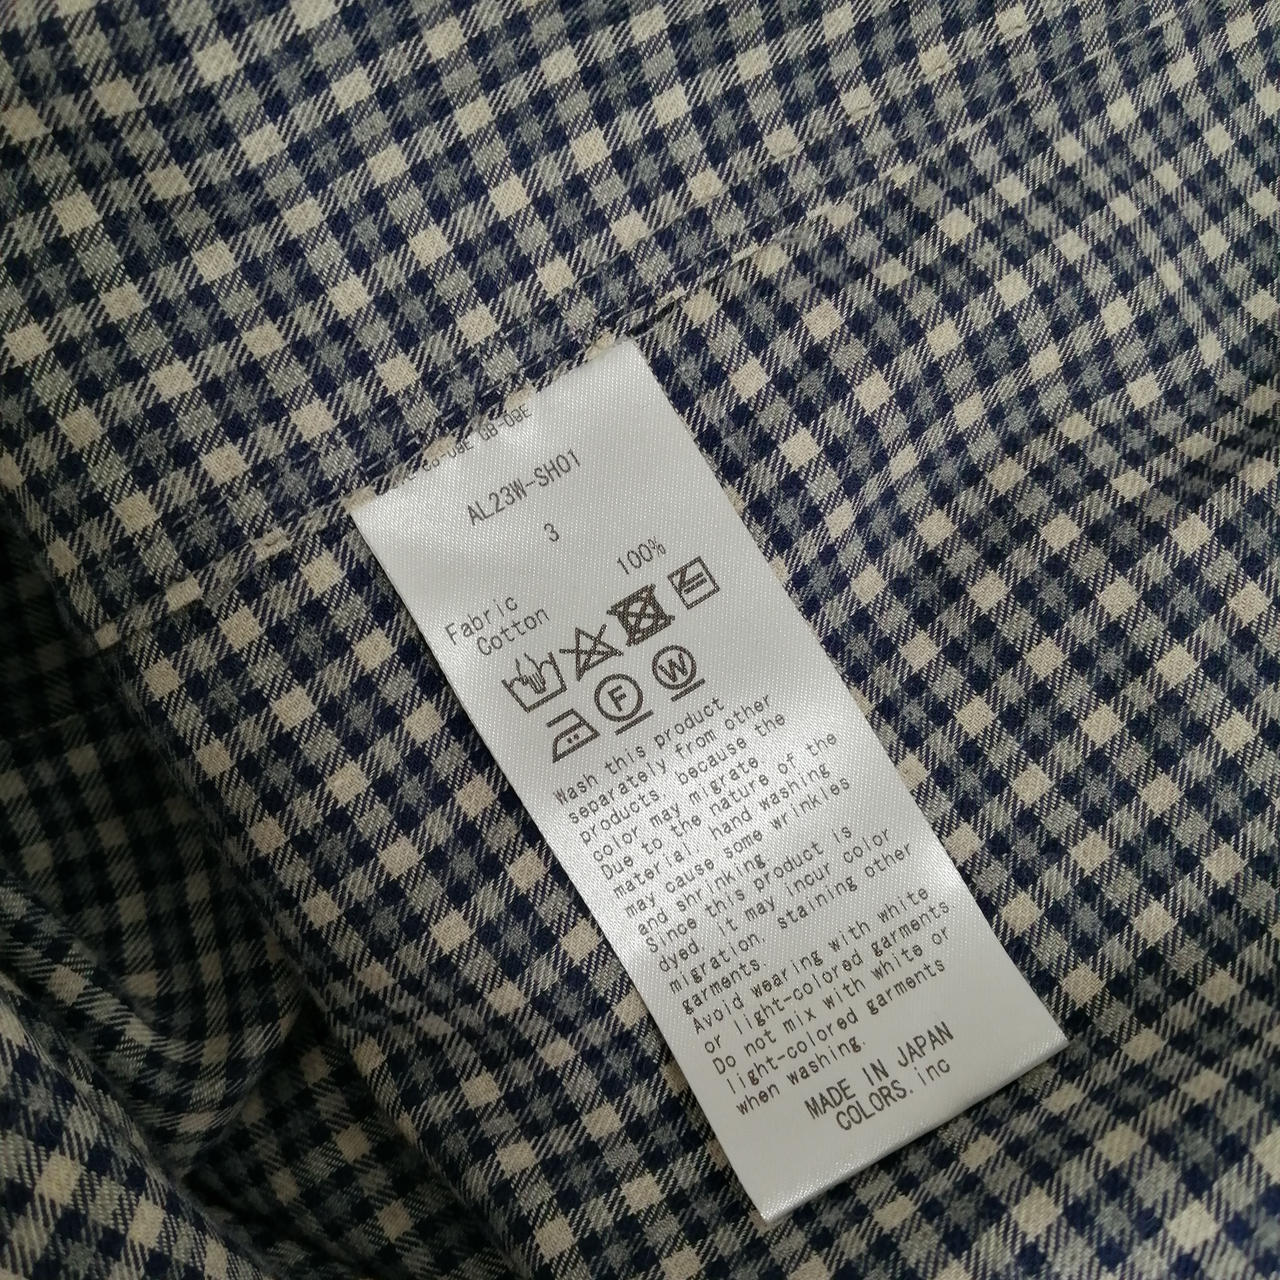 AL23W-SH01
3
Fabric
Cotton 100%
F W
Wash this product
separately from other
products, because the
color may migrate.
Due to the nature of the
material, hand washing
may cause some wrinkles
and shrinking.
Since this product is
dyed, it may incur color
migration, staining other
garments.
Avoid wearing with white
or light-colored garments.
Do not mix with white or
light-colored garments
when washing.
MADE IN JAPAN
COLORS. inc